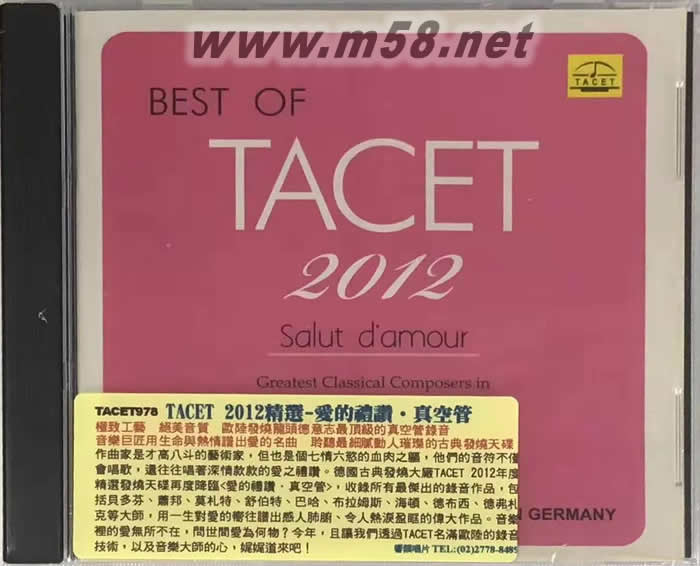 www.m58.net
BEST OF
TACET
TACET
2012
Salut d'amour
Greatest Classical Composers in
TACET978 TACET 2012精選-愛的禮讚・真空管
極致工藝 絕美音質 歐陸發燒龍頭德意志最頂級的真空管錄音
音樂巨匠用生命與熱情譜出愛的名曲 聆聽最細膩動人璀璨的古典發燒天碟
作曲家是才高八斗的藝術家，但也是個七情六慾的血肉之軀，他們的音符不僅
會唱歌，還往往唱著深情款款的愛之禮讚。德國古典發燒大廠TACET 2012年度
精選發燒天碟再度降臨<愛的禮讚・真空管>，收錄所有最傑出的錄音作品，包
括貝多芬、蕭邦、莫札特、舒伯特、巴哈、布拉姆斯、海頓、德布西、德弗札
克等大師，用一生對愛的嚮往譜出感人肺腑、令人熱淚盈眶的偉大作品。音樂
裡的愛無所不在，問世間愛為何物？今年，且讓我們透過TACET名滿歐陸的錄音
技術，以及音樂大師的心，娓娓道來吧！
TEL:(02)2778-8485
N GERMANY